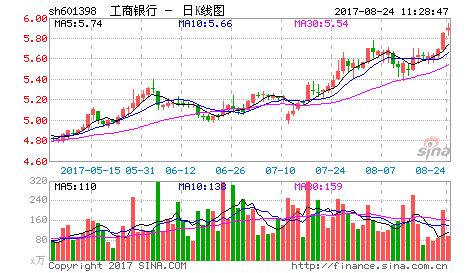 sh601398 工商银行 - 日K线图 2017-08-24 11:28:47
MA5:5.74 MA10:5.66 MA30:5.54
6.00
5.80
5.60
5.40
5.20
5.00
4.80
4.60
2017-05-15 05-31 06-12 06-26 07-10 07-24 08-07 08-24
sina
MA5:110 MA10:138 MA30:159
320
240
160
80
x万
Copyright 2017 SINA.COM http://finance.sina.com.cn